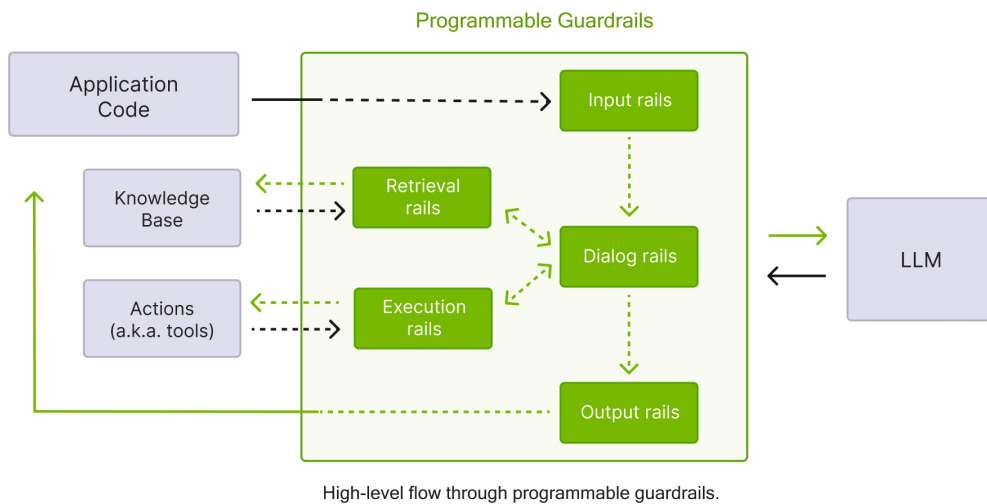 Programmable Guardrails
Application
Code
Input rails
Knowledge
Base
Retrieval
rails
Dialog rails
LLM
Actions
(a.k.a. tools)
Execution
rails
Output rails
High-level flow through programmable guardrails.